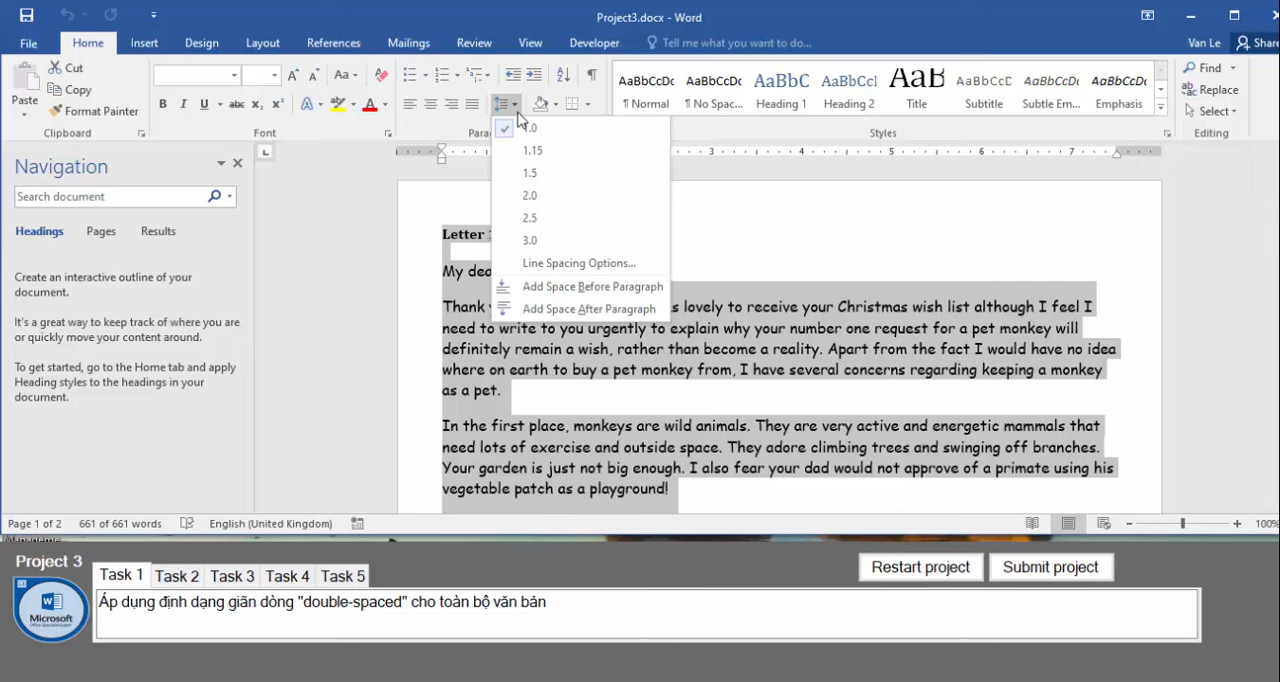 Project3.docx - Word
File Home Insert Design Layout References Mailings Review View Developer Tell me what you want to do... Van Le Share
Paste
Cut
Copy
Format Painter
Clipboard
B I U abc x₂ x²
Aa
Font
AaBbCcDc AaBbCcDc AaBbC AaBbCcl AaB AaBbCcD AaBbCcDc AaBbCcDc
¶ Normal ¶ No Spac... Heading 1 Heading 2 Title Subtitle Subtle Em... Emphasis
Styles
Find
Replace
Select
Editing
1.0
1.15
1.5
2.0
2.5
3.0
Line Spacing Options...
Add Space Before Paragraph
Add Space After Paragraph
3 4 5 6 7
Navigation
Search document
Headings Pages Results
Create an interactive outline of your
document.
It's a great way to keep track of where you are
or quickly move your content around.
To get started, go to the Home tab and apply
Heading styles to the headings in your
document.
Letter
My dea
Thank
lovely to receive your Christmas wish list although I feel I
need to write to you urgently to explain why your number one request for a pet monkey will
definitely remain a wish, rather than become a reality. Apart from the fact I would have no idea
where on earth to buy a pet monkey from, I have several concerns regarding keeping a monkey
as a pet.
In the first place, monkeys are wild animals. They are very active and energetic mammals that
need lots of exercise and outside space. They adore climbing trees and swinging off branches.
Your garden is just not big enough. I also fear your dad would not approve of a primate using his
vegetable patch as a playground!
Page 1 of 2 661 of 661 words English (United Kingdom) 100%
Project 3
Task 1 Task 2 Task 3 Task 4 Task 5
Restart project Submit project
Microsoft
Áp dụng định dạng giãn dòng "double-spaced" cho toàn bộ văn bản